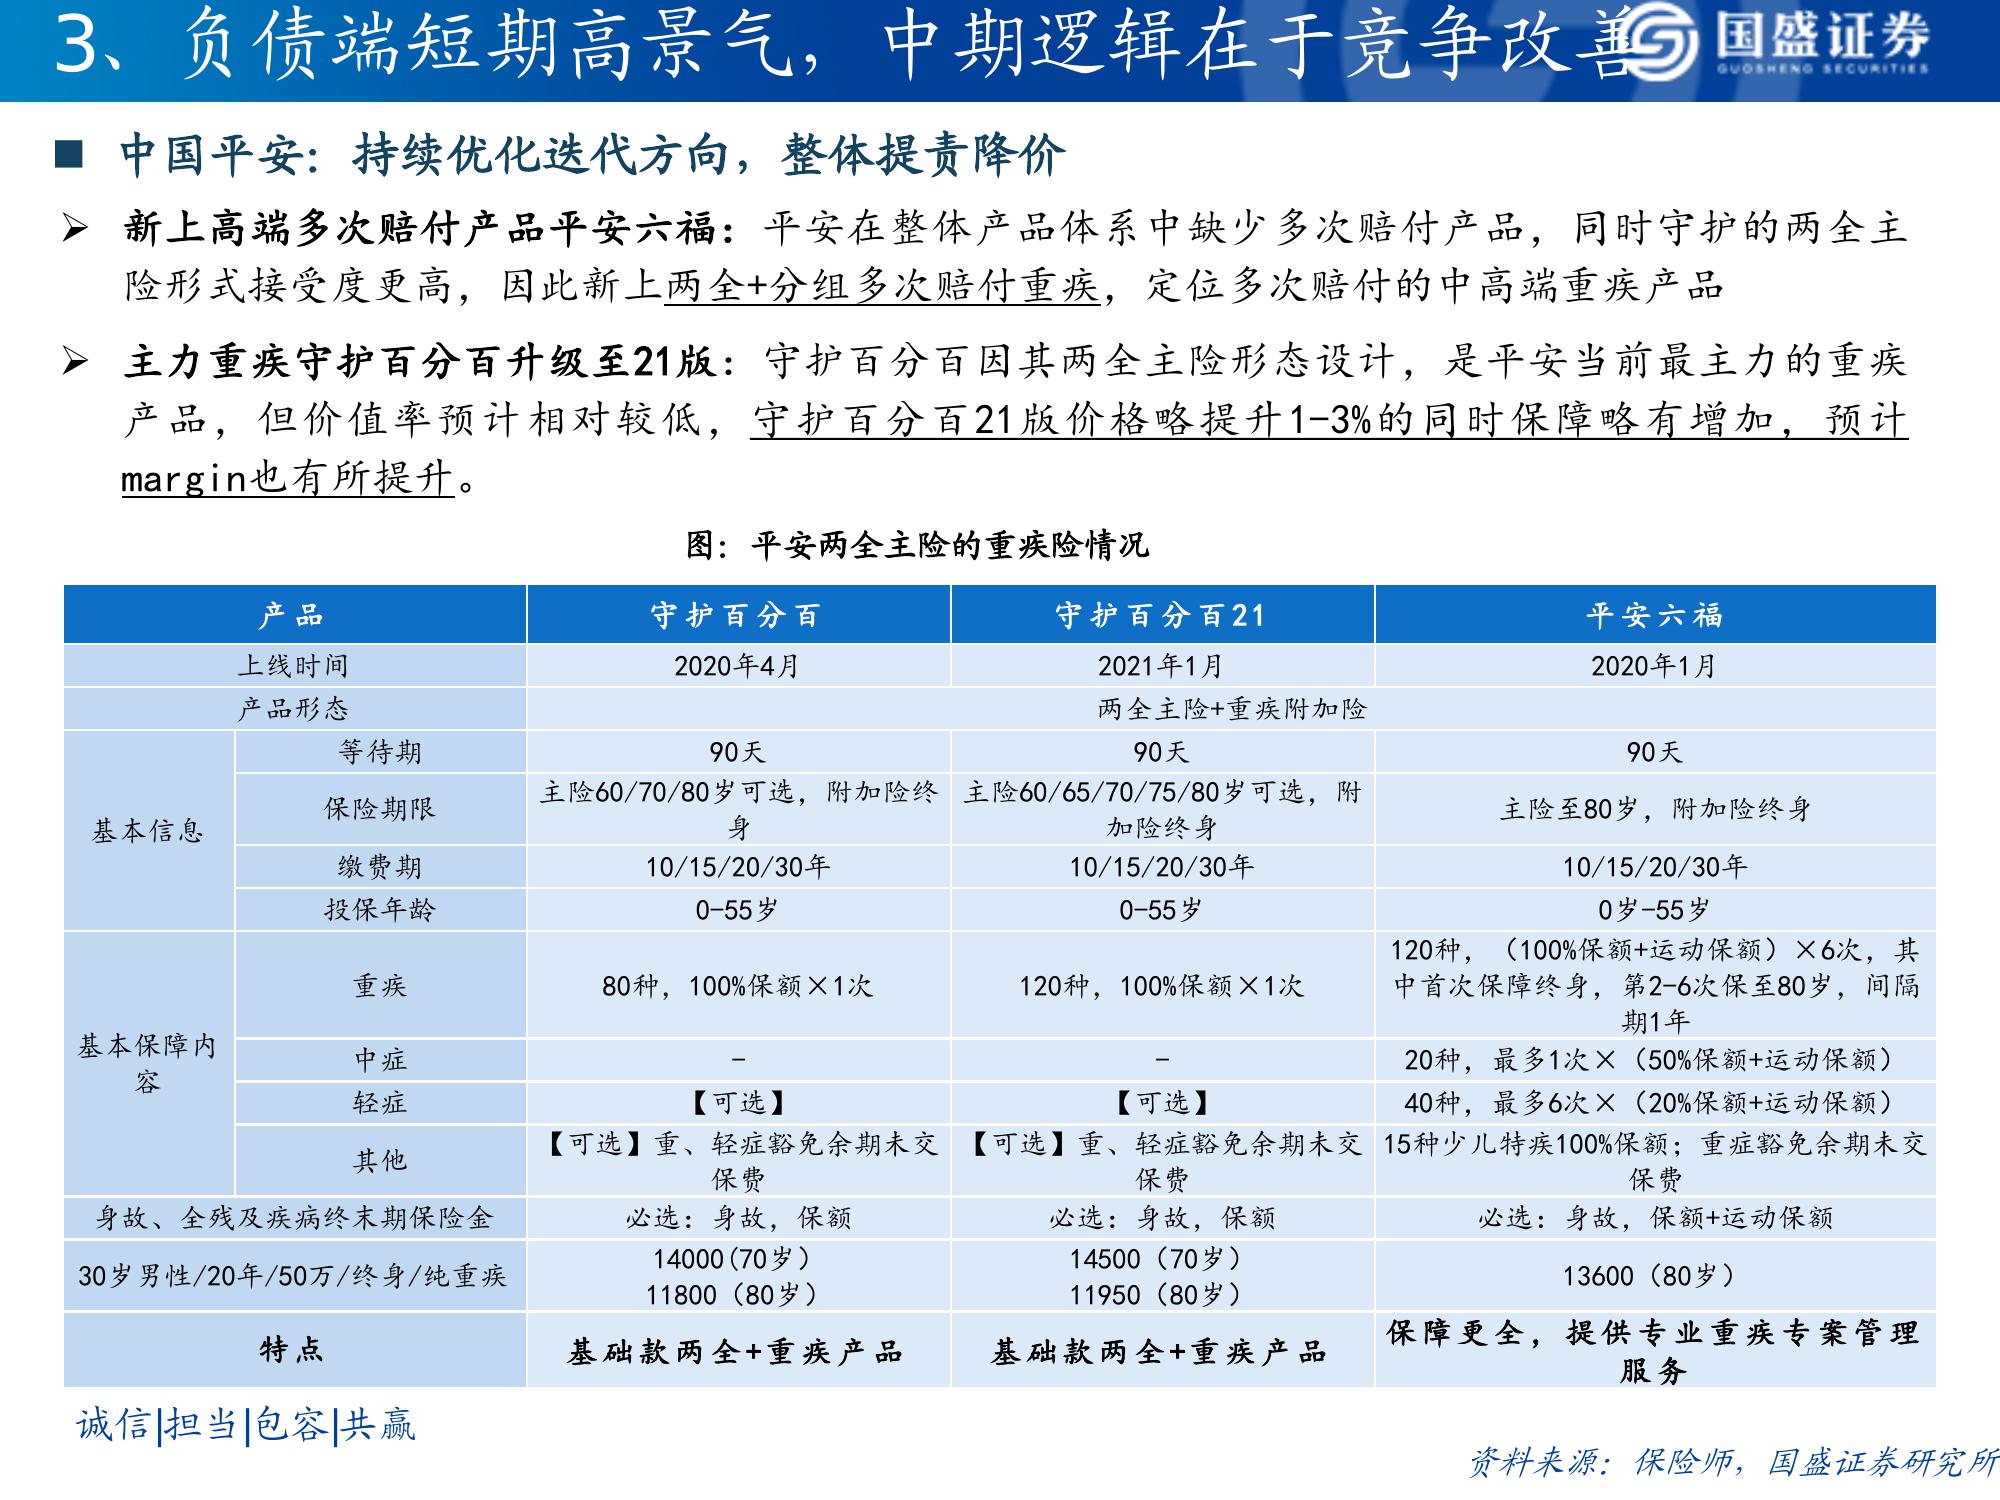 3、负债端短期高景气，中期逻辑在于竞争改善
国盛证券
GUOSHENG SECURITIES
■ 中国平安：持续优化迭代方向，整体提责降价
➢ 新上高端多次赔付产品平安六福：平安在整体产品体系中缺少多次赔付产品，同时守护的两全主
险形式接受度更高，因此新上两全+分组多次赔付重疾，定位多次赔付的中高端重疾产品
➢ 主力重疾守护百分百升级至21版：守护百分百因其两全主险形态设计，是平安当前最主力的重疾
产品，但价值率预计相对较低，守护百分百21版价格略提升1-3%的同时保障略有增加，预计
margin也有所提升。
图：平安两全主险的重疾险情况
产品 守护百分百 守护百分百21 平安六福
上线时间 2020年4月 2021年1月 2020年1月
产品形态 两全主险+重疾附加险
基本信息
等待期 90天 90天 90天
保险期限 主险60/70/80岁可选，附加险终
身
主险60/65/70/75/80岁可选，附
加险终身
主险至80岁，附加险终身
缴费期 10/15/20/30年 10/15/20/30年 10/15/20/30年
投保年龄 0-55岁 0-55岁 0岁-55岁
基本保障内
容
重疾 80种，100%保额×1次 120种，100%保额×1次
120种，（100%保额+运动保额）×6次，其
中首次保障终身，第2-6次保至80岁，间隔
期1年
中症 - - 20种，最多1次×（50%保额+运动保额）
轻症 【可选】 【可选】 40种，最多6次×（20%保额+运动保额）
其他
【可选】重、轻症豁免余期未交
保费
【可选】重、轻症豁免余期未交
保费
15种少儿特疾100%保额；重症豁免余期未交
保费
身故、全残及疾病终末期保险金 必选：身故，保额 必选：身故，保额 必选：身故，保额+运动保额
30岁男性/20年/50万/终身/纯重疾
14000(70岁）
11800（80岁）
14500（70岁）
11950（80岁）
13600（80岁）
特点 基础款两全+重疾产品 基础款两全+重疾产品
保障更全，提供专业重疾专案管理
服务
诚信|担当|包容|共赢
资料来源：保险师，国盛证券研究所